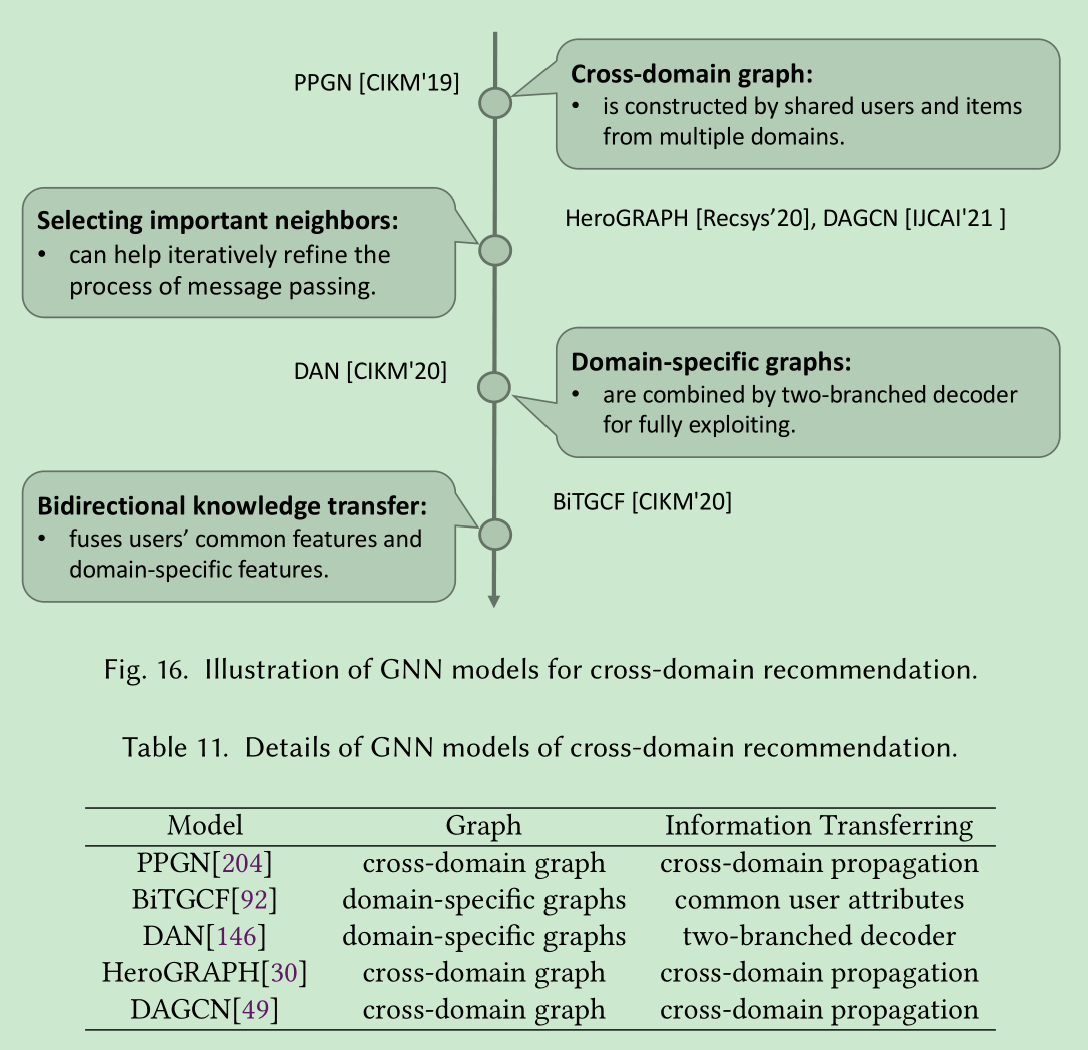 PPGN [CIKM'19]
Cross-domain graph:
• is constructed by shared users and items
from multiple domains.
Selecting important neighbors:
• can help iteratively refine the
process of message passing.
HeroGRAPH [Recsys’20], DAGCN [IJCAI'21 ]
DAN [CIKM'20]
Domain-specific graphs:
• are combined by two-branched decoder
for fully exploiting.
Bidirectional knowledge transfer:
• fuses users’ common features and
domain-specific features.
BiTGCF [CIKM'20]
Fig. 16. Illustration of GNN models for cross-domain recommendation.
Table 11. Details of GNN models of cross-domain recommendation.
Model Graph Information Transferring
PPGN[204] cross-domain graph cross-domain propagation
BiTGCF[92] domain-specific graphs common user attributes
DAN[146] domain-specific graphs two-branched decoder
HeroGRAPH[30] cross-domain graph cross-domain propagation
DAGCN[49] cross-domain graph cross-domain propagation